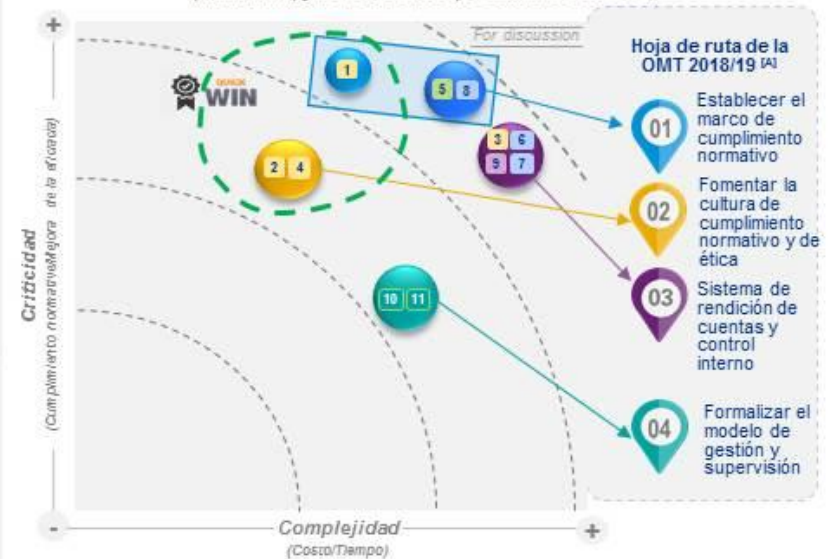 +
For discussion
QUICK
WIN
1
5 8
2 4
3 6
9 7
10 11
Criticidad
(Cumplimiento normativo/Mejora de la eficacia)
-
Complejidad
(Costo/Tiempo)
+
Hoja de ruta de la
OMT 2018/19 [A]
01
Establecer el
marco de
cumplimiento
normativo
02
Fomentar la
cultura de
cumplimiento
normativo y de
ética
03
Sistema de
rendición de
cuentas y
control
interno
04
Formalizar el
modelo de
gestión y
supervisión